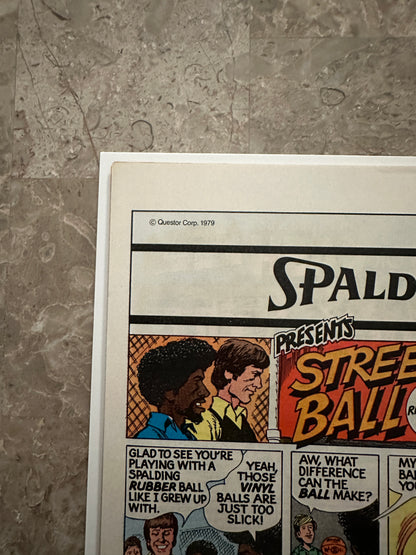 © Questor Corp. 1979
SPALD
PRESENTS
STREE
BALL R
GLAD TO SEE YOU'RE
PLAYING WITH A
SPALDING
RUBBER BALL
LIKE I GREW UP
WITH.
YEAH,
THOSE
VINYL
BALLS ARE
JUST TOO
SLICK!
AW, WHAT
DIFFERENCE
CAN THE
BALL MAKE?
MY
BA
YOU